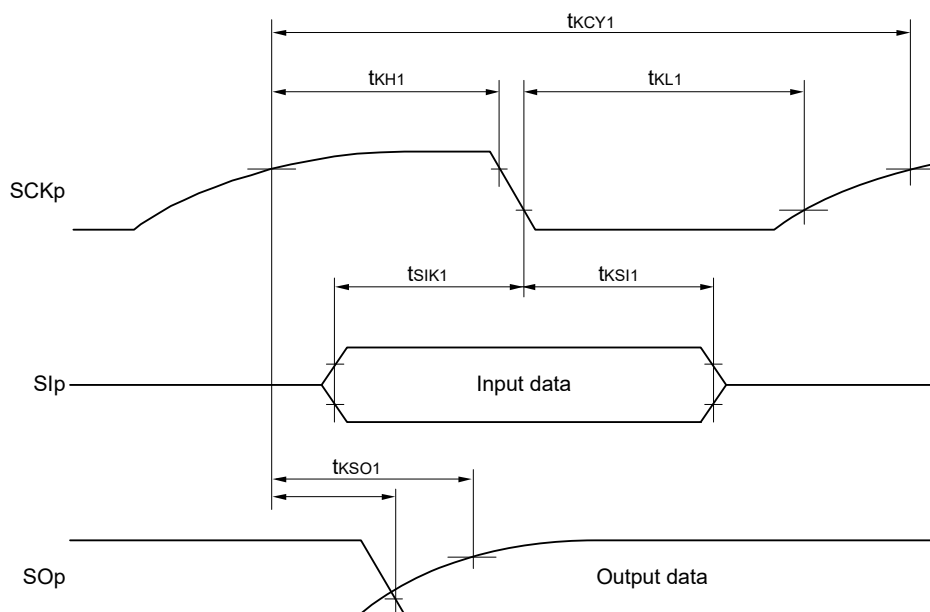 tKCY1
tKH1
tKL1
SCKp
tSIK1
tKSI1
SIp
Input data
tKSO1
SOp
Output data